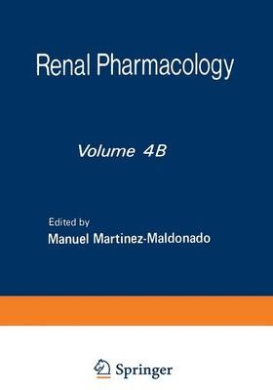 Renal Pharmacology
Volume 4B
Edited by
Manuel Martinez-Maldonado
Springer